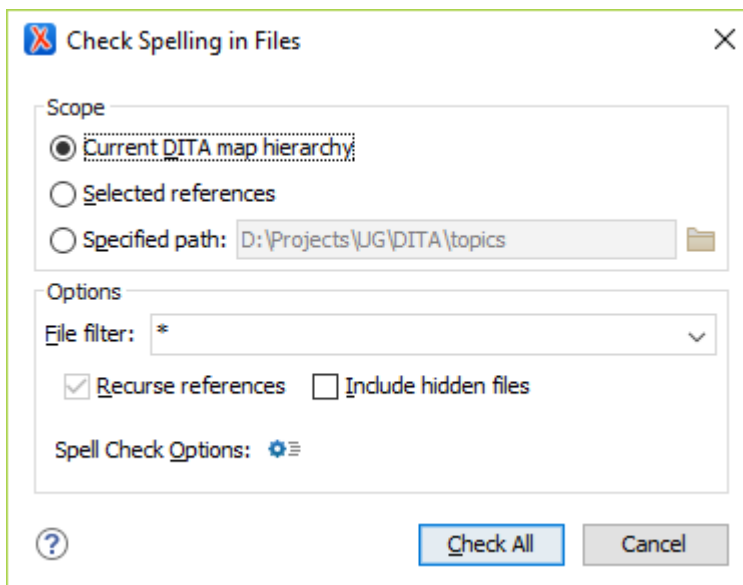 Check Spelling in Files
Scope
Current DITA map hierarchy
Selected references
Specified path: D:\Projects\UG\DITA\topics
Options
File filter: *
Recurse references Include hidden files
Spell Check Options:
? Check All Cancel